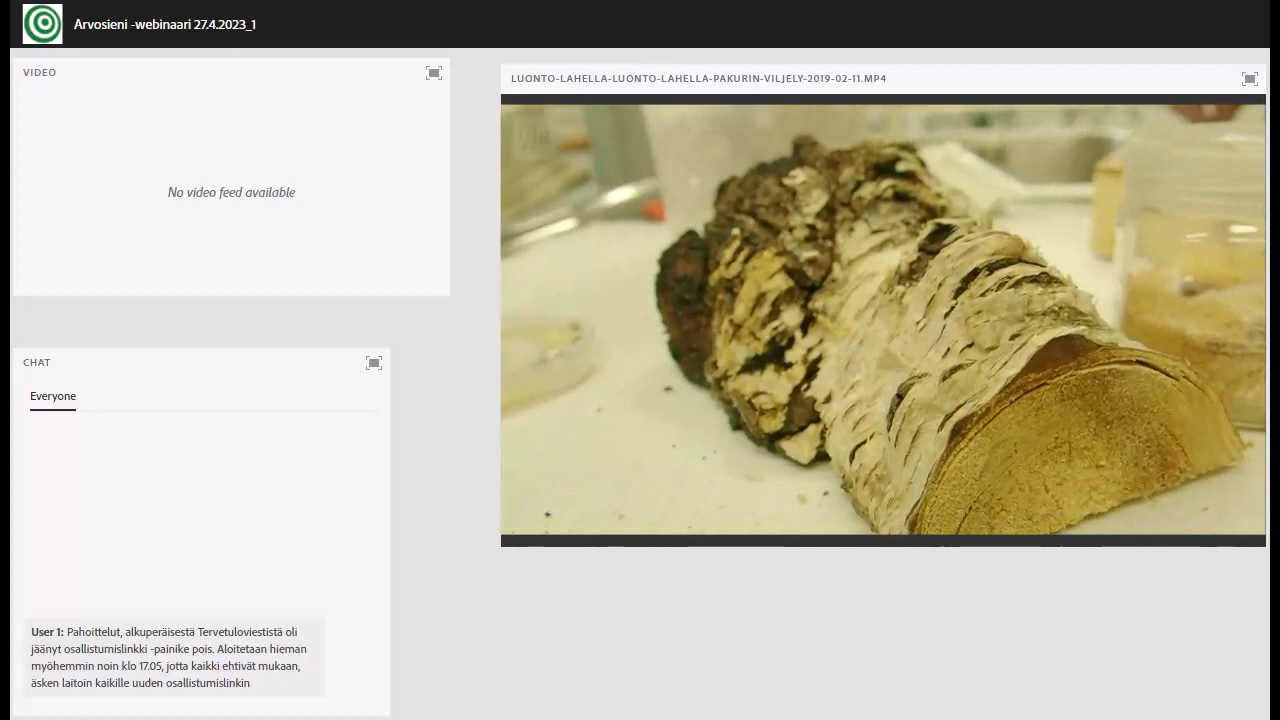 Arvosieni -webinaari 27.4.2023_1
VIDEO
No video feed available
CHAT
Everyone
User 1: Pahoittelut, alkuperäisestä Tervetuloviestistä oli
jäänyt osallistumislinkki -painike pois. Aloitetaan hieman
myöhemmin noin klo 17.05, jotta kaikki ehtivät mukaan,
äsken laitoin kaikille uuden osallistumislinkin
LUONTO-LAHELLA-LUONTO-LAHELLA-PAKURIN-VILJELY-2019-02-11.MP4
yle